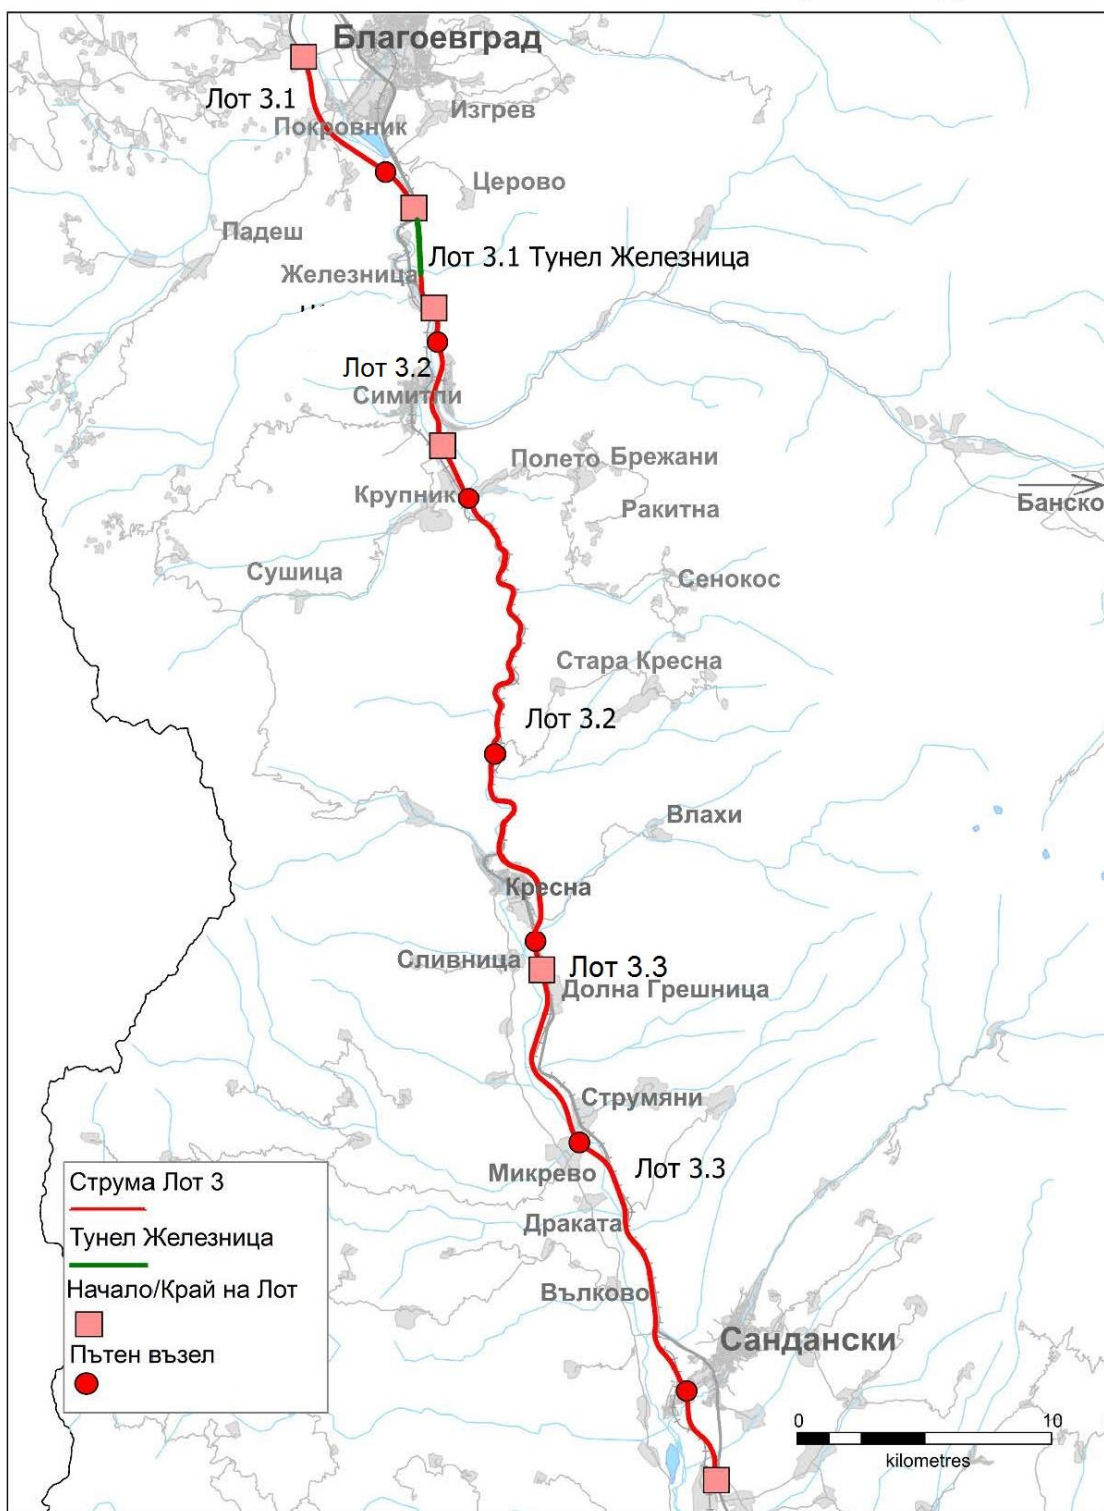 Благоевград
Лот 3.1
Изгрев
Покровник
Церово
Падеш
Лот 3.1 Тунел Железница
Железница
Лот 3.2
Симитли
Полето
Брежани
Крупник
Банско
Ракитна
Сушица
Сенокос
Стара Кресна
Лот 3.2
Влахи
Кресна
Сливница
Лот 3.3
Долна Грешница
Струмяни
Микрево
Лот 3.3
Струма Лот 3
Драката
Тунел Железница
Начало/Край на Лот
Вълково
Сандански
Пътен възел
0 10
kilometres